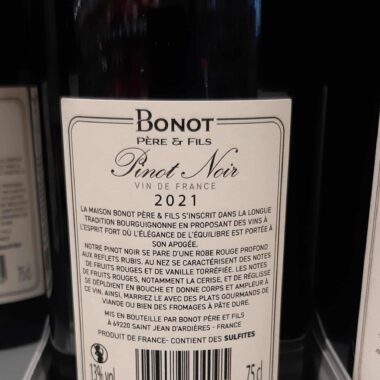 BONOT
PÈRE & FILS
Pinot Noir
VIN DE FRANCE
2021
LA MAISON BONOT PÈRE & FILS S'INSCRIT DANS LA LONGUE
TRADITION BOURGUIGNONNE EN PROPOSANT DES VINS À
L'ESPRIT FORT OÙ L'ÉLÉGANCE DE L'ÉQUILIBRE EST PORTÉE À
SON APOGÉE.
NOTRE PINOT NOIR SE PARE D'UNE ROBE ROUGE PROFOND
AUX REFLETS RUBIS. AU NEZ SE CARACTÉRISENT DES NOTES
DE FRUITS ROUGES ET DE VANILLE TORRÉFIÉE. LES NOTES
DE FRUITS ROUGES, NOTAMMENT LA CERISE, ET DE RÉGLISSE
SE DÉPLOIENT EN BOUCHE ET DONNE CORPS ET AMPLEUR À
CE VIN. AINSI, MARIEZ LE AVEC DES PLATS GOURMANDS DE
VIANDE OU BIEN DES FROMAGES À PÂTE DURE.
MIS EN BOUTEILLE PAR BONOT PÈRE ET FILS
À 69220 SAINT JEAN D'ARDIÈRES - FRANCE
PRODUIT DE FRANCE- CONTIENT DES SULFITES
13% vol
75 cl
75 cl